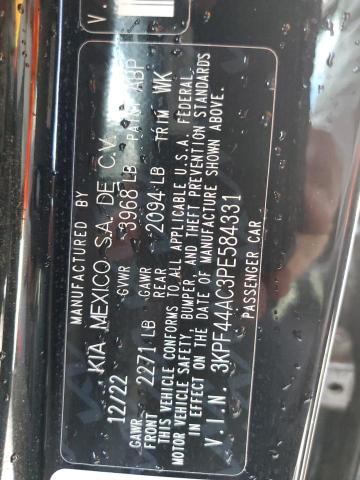 MANUFACTURED BY
KIA MEXICO S.A. DE C.V.
12/22 GVWR 3968 LB PAINT ABP
GAWR FRONT 2271 LB GAWR REAR 2094 LB TRIM WK
THIS VEHICLE CONFORMS TO ALL APPLICABLE U.S.A. FEDERAL
MOTOR VEHICLE SAFETY, BUMPER, AND THEFT PREVENTION STANDARDS
IN EFFECT ON THE DATE OF MANUFACTURE SHOWN ABOVE.
V.I.N 3KPF44AC3PE584331
PASSENGER CAR
V.